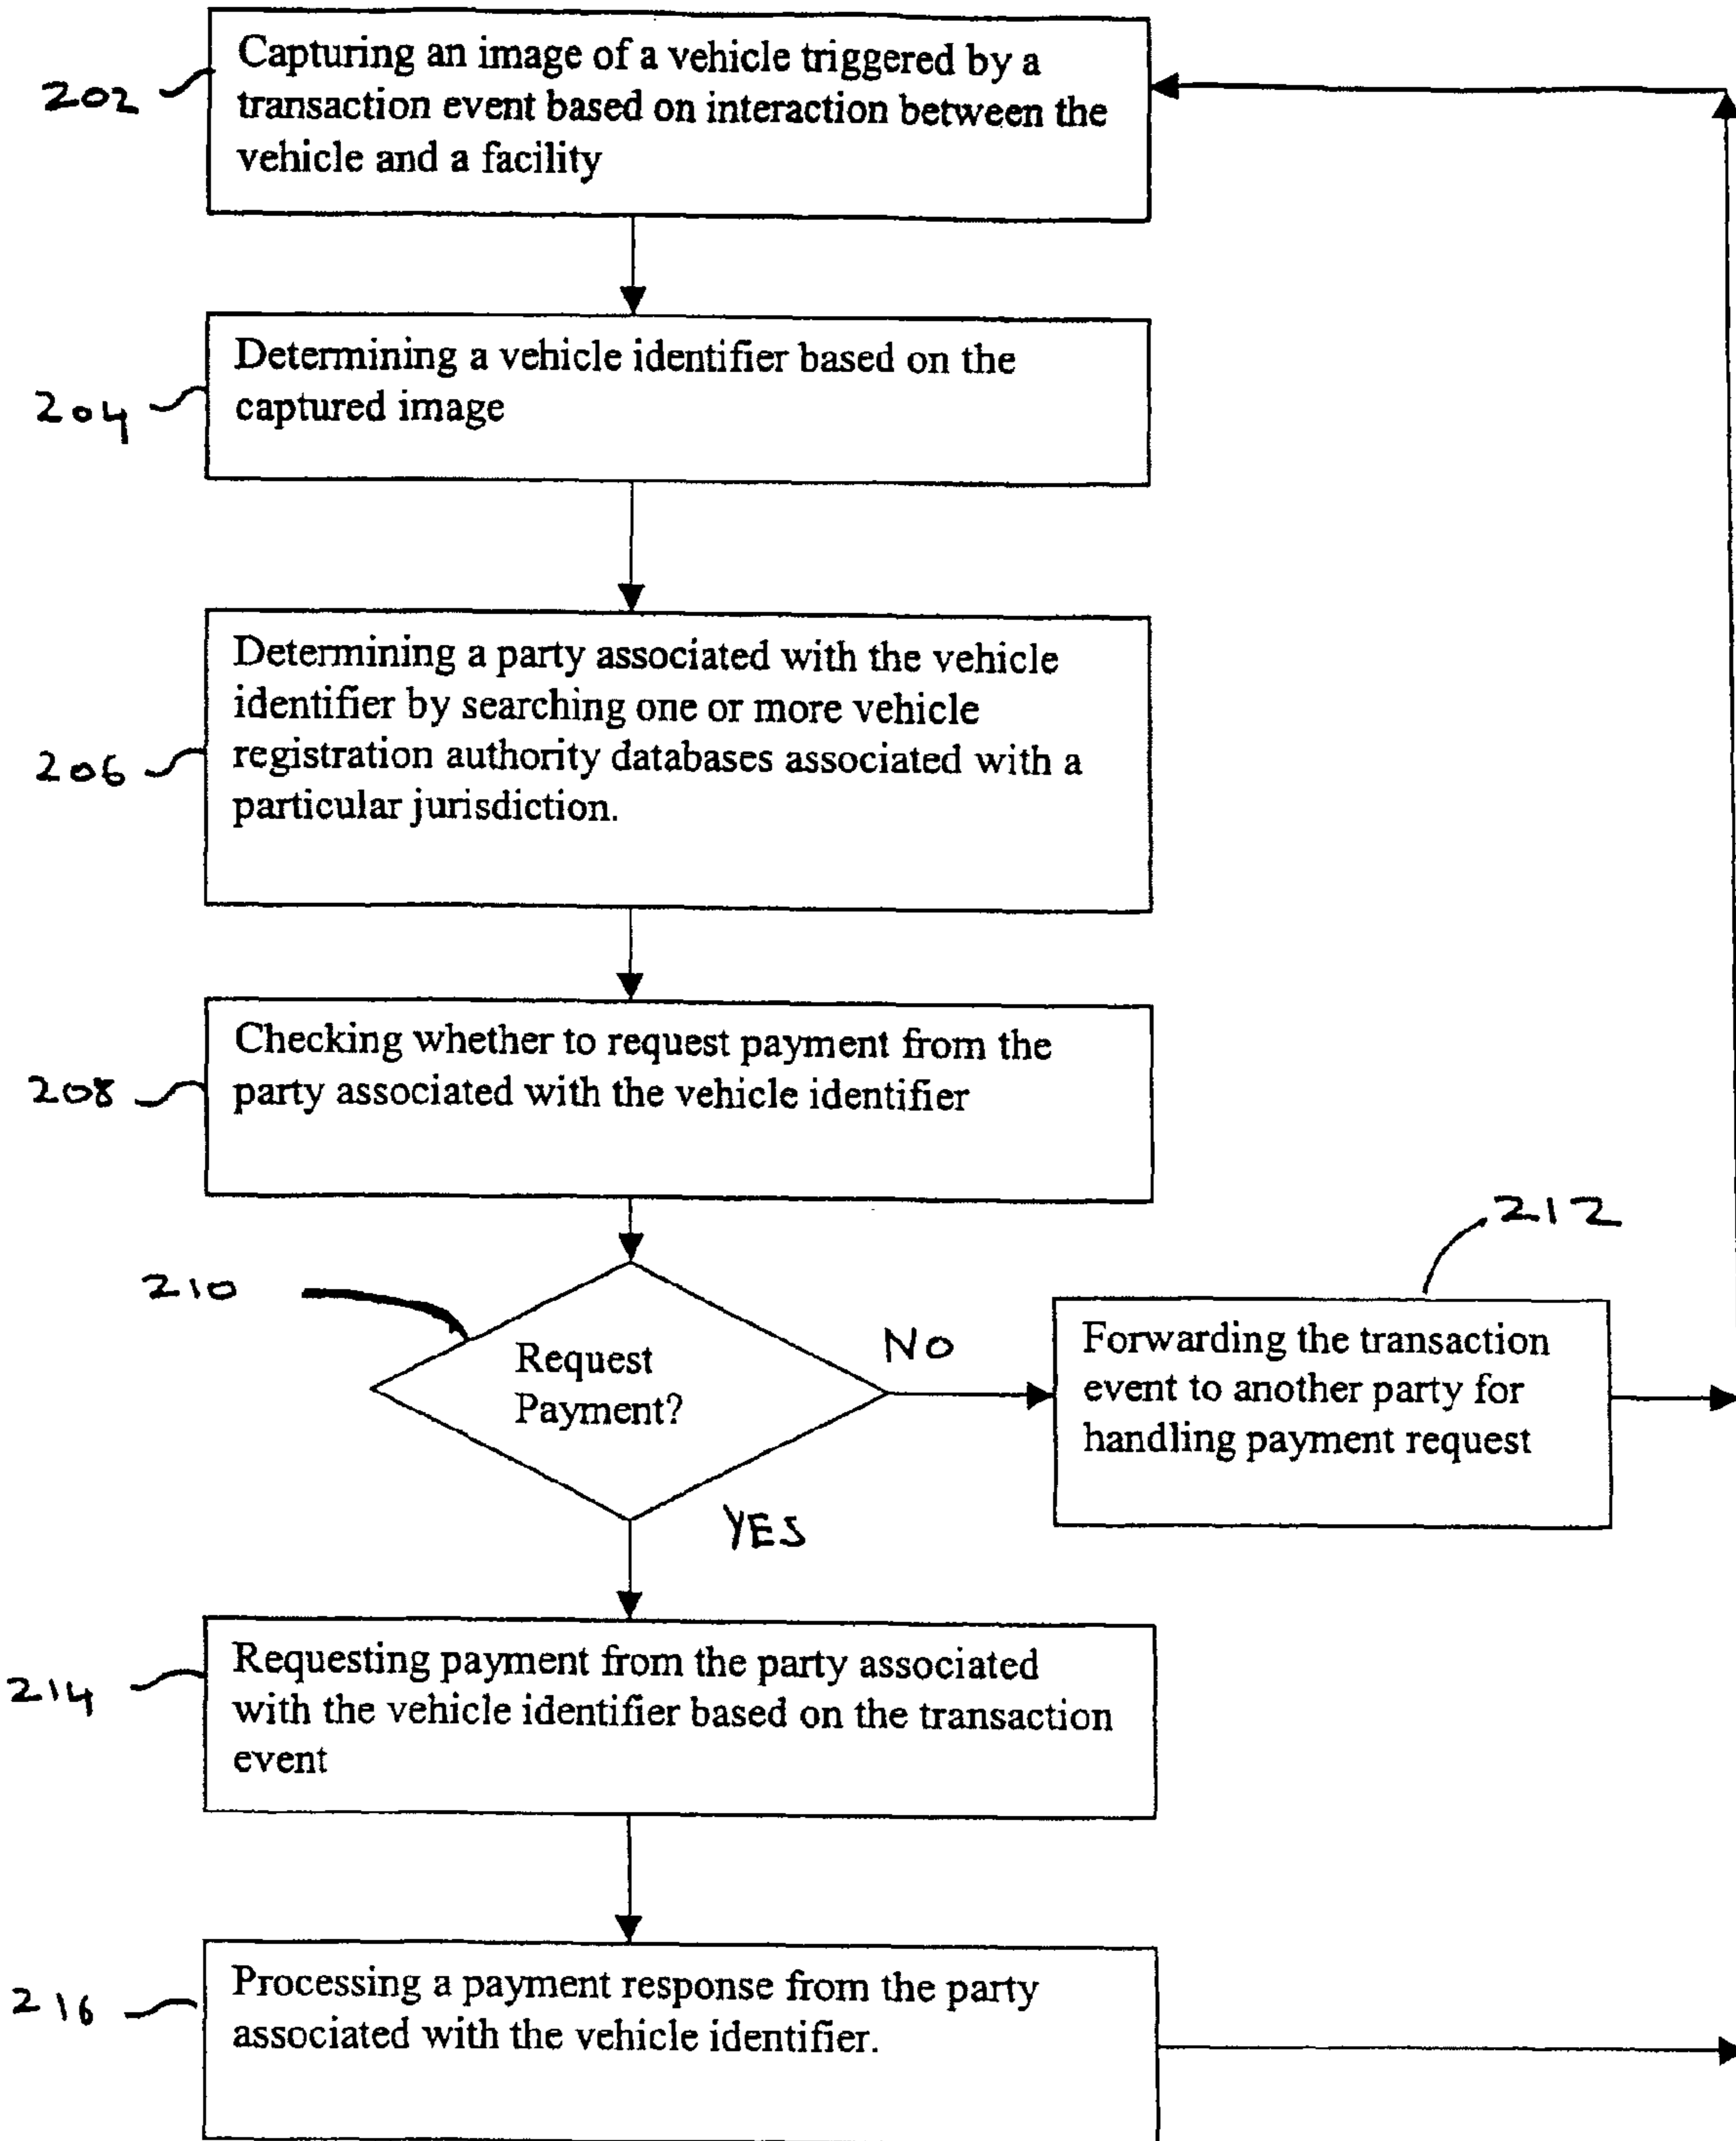 202
Capturing an image of a vehicle triggered by a
transaction event based on interaction between the
vehicle and a facility
204
Determining a vehicle identifier based on the
captured image
206
Determining a party associated with the vehicle
identifier by searching one or more vehicle
registration authority databases associated with a
particular jurisdiction.
208
Checking whether to request payment from the
party associated with the vehicle identifier
210
Request
Payment?
NO
YES
212
Forwarding the transaction
event to another party for
handling payment request
214
Requesting payment from the party associated
with the vehicle identifier based on the transaction
event
216
Processing a payment response from the party
associated with the vehicle identifier.